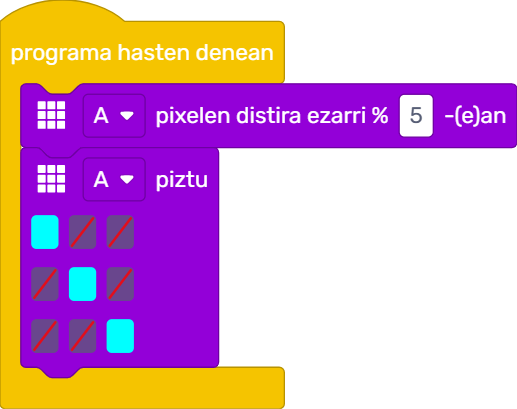 programa hasten denean
A pixelen distira ezarri % 5 -(e)an
A piztu